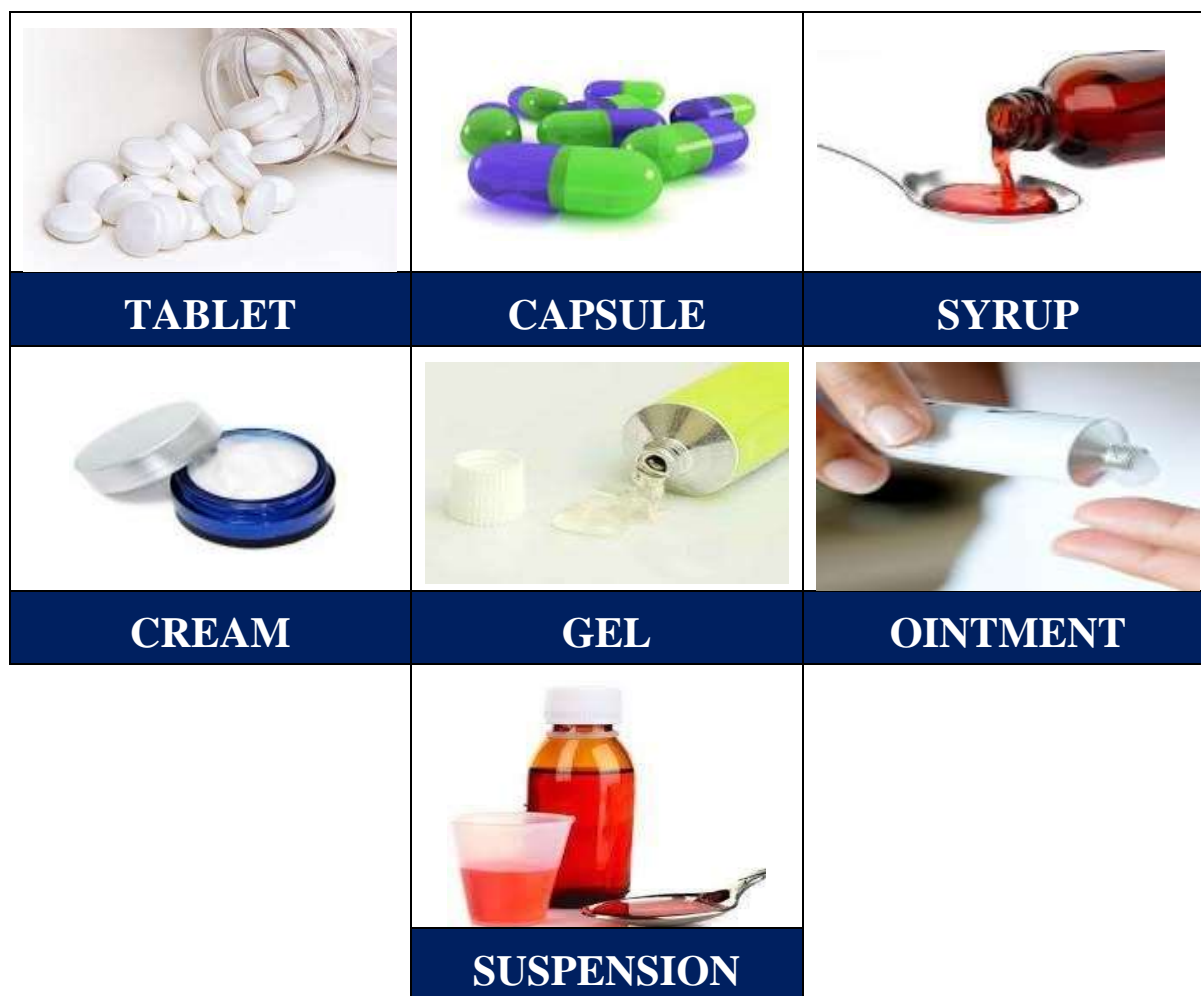 TABLET
CAPSULE
SYRUP
CREAM
GEL
OINTMENT
SUSPENSION